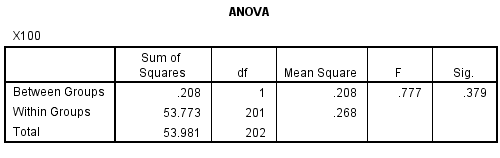 ANOVA
X100
Sum of Squares df Mean Square F Sig.
Between Groups .208 1 .208 .777 .379
Within Groups 53.773 201 .268
Total 53.981 202